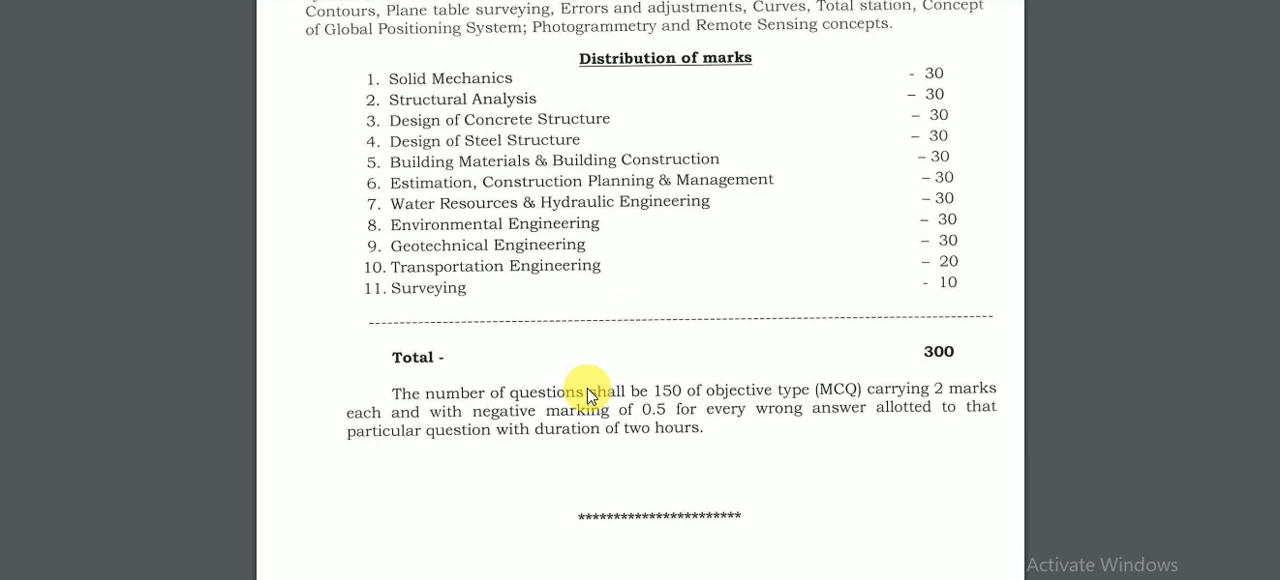 Contours, Plane table surveying, Errors and adjustments, Curves, Total station, Concept
of Global Positioning System; Photogrammetry and Remote Sensing concepts.
Distribution of marks
1. Solid Mechanics - 30
2. Structural Analysis – 30
3. Design of Concrete Structure – 30
4. Design of Steel Structure – 30
5. Building Materials & Building Construction – 30
6. Estimation, Construction Planning & Management – 30
7. Water Resources & Hydraulic Engineering – 30
8. Environmental Engineering – 30
9. Geotechnical Engineering – 30
10. Transportation Engineering – 20
11. Surveying - 10
Total - 300
The number of questions shall be 150 of objective type (MCQ) carrying 2 marks
each and with negative marking of 0.5 for every wrong answer allotted to that
particular question with duration of two hours.
***********************
Activate Windows